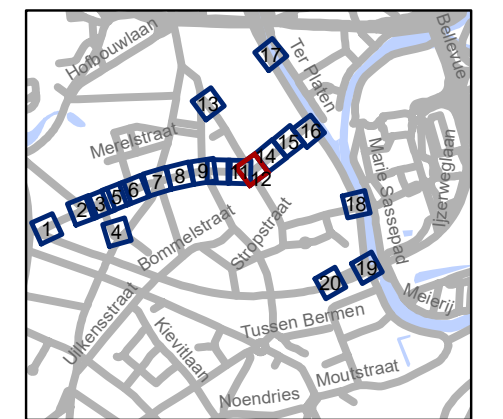 Hofbouwlaan
Ter Platen
Bellevue
17
13
Merelstraat
16
15
14
12
11
9
8
7
6
5
3
2
1
4
Marie Sassepad
Ijzerweglaan
18
Bommelstraat
Stropstraat
19
20
Uilkensstraat
Kievitlaan
Tussen Bermen
Meierij
Moutstraat
Noendries